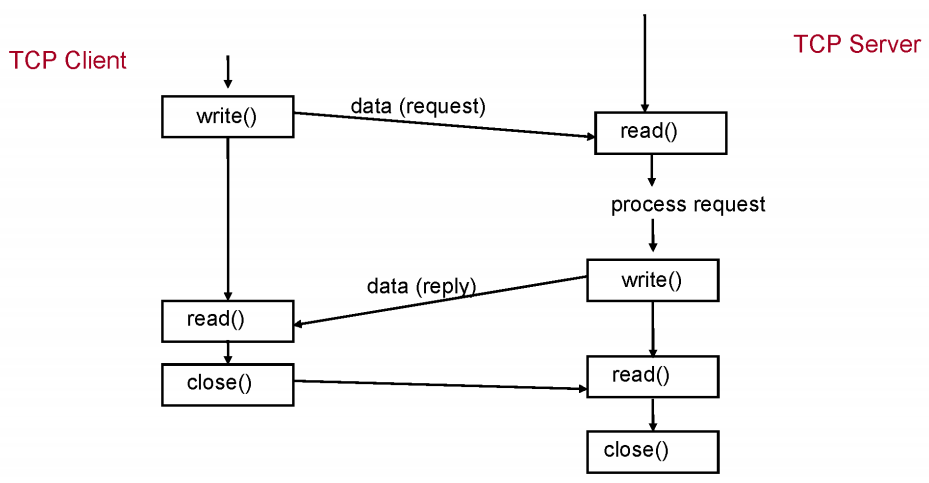 TCP Client
TCP Server
write()
data (request)
read()
process request
write()
data (reply)
read()
read()
close()
close()